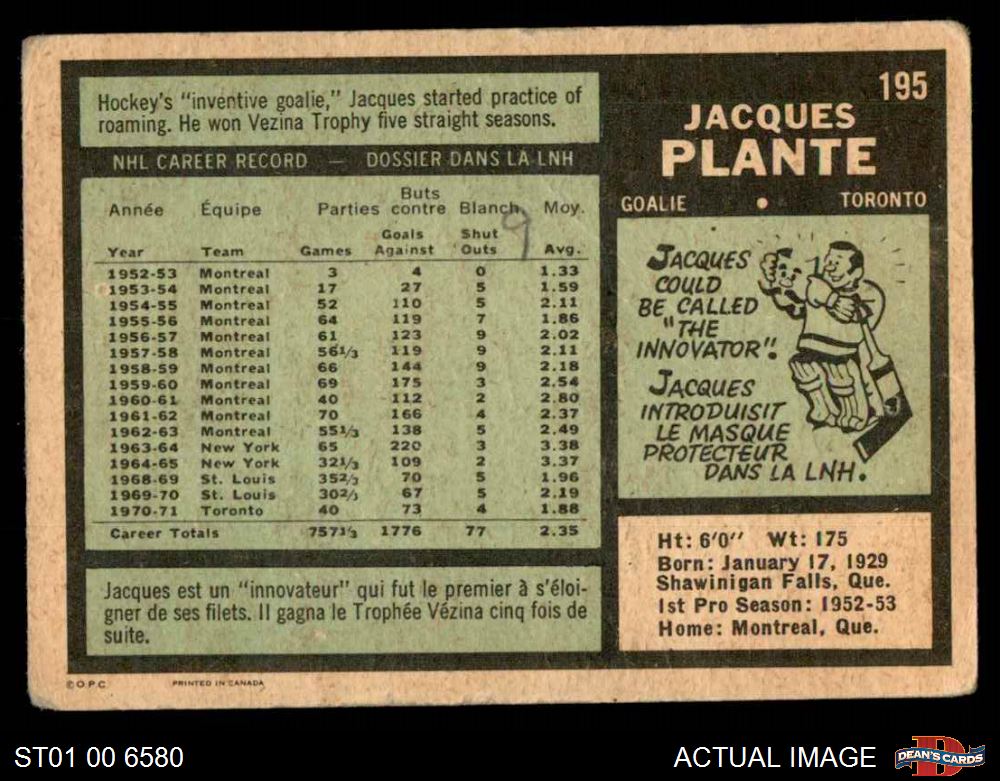 195
JACQUES
PLANTE
GOALIE • TORONTO
Hockey's "inventive goalie," Jacques started practice of
roaming. He won Vezina Trophy five straight seasons.
NHL CAREER RECORD — DOSSIER DANS LA LNH
Année Équipe Parties Buts contre Blanch. Moy.
9
Year Team Games Goals Against Shut Outs Avg.
1952-53 Montreal 3 4 0 1.33
1953-54 Montreal 17 27 5 1.59
1954-55 Montreal 52 110 5 2.11
1955-56 Montreal 64 119 7 1.86
1956-57 Montreal 61 123 9 2.02
1957-58 Montreal 56 1/3 119 9 2.11
1958-59 Montreal 66 144 9 2.18
1959-60 Montreal 69 175 3 2.54
1960-61 Montreal 40 112 2 2.80
1961-62 Montreal 70 166 4 2.37
1962-63 Montreal 55 1/3 138 5 2.49
1963-64 New York 65 220 3 3.38
1964-65 New York 32 1/3 109 2 3.37
1968-69 St. Louis 35 2/3 70 5 1.96
1969-70 St. Louis 30 2/3 67 5 2.19
1970-71 Toronto 40 73 4 1.88
Career Totals 757 1/3 1776 77 2.35
Jacques est un "innovateur" qui fut le premier à s'éloi-
gner de ses filets. Il gagna le Trophée Vézina cinq fois de
suite.
JACQUES
COULD
BE CALLED
"THE
INNOVATOR".
JACQUES
INTRODUISIT
LE MASQUE
PROTECTEUR
DANS LA LNH.
1
Ht: 6'0" Wt: 175
Born: January 17, 1929
Shawinigan Falls, Que.
1st Pro Season: 1952-53
Home: Montreal, Que.
© O.P.C. PRINTED IN CANADA
ST01 00 6580
ACTUAL IMAGE
D
DEAN'S CARDS